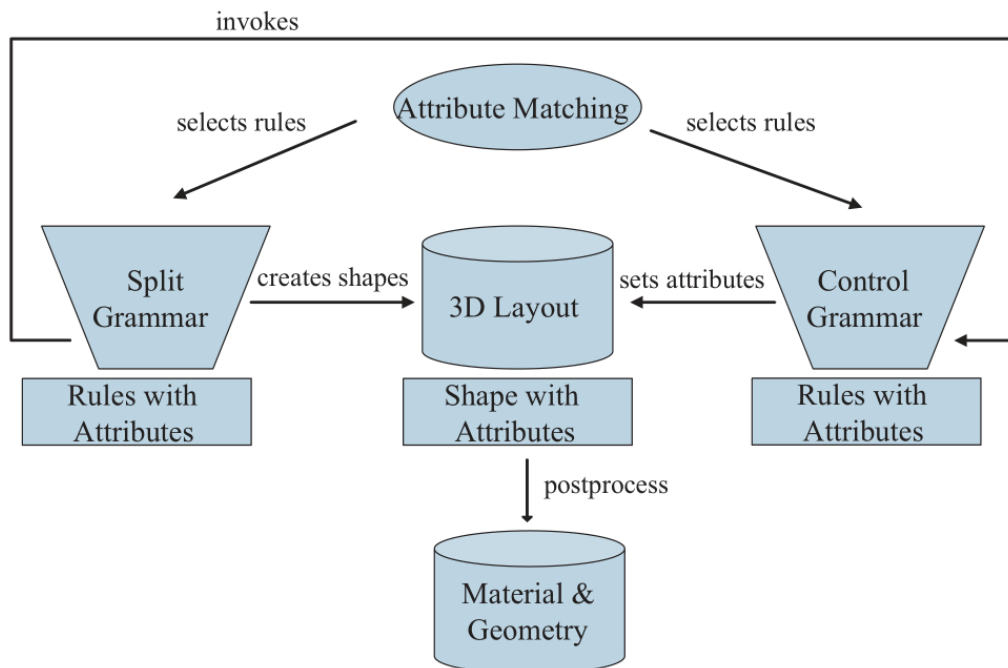 invokes
Attribute Matching
selects rules
selects rules
Split
Grammar
creates shapes
3D Layout
sets attributes
Control
Grammar
Rules with
Attributes
Shape with
Attributes
Rules with
Attributes
postprocess
Material &
Geometry